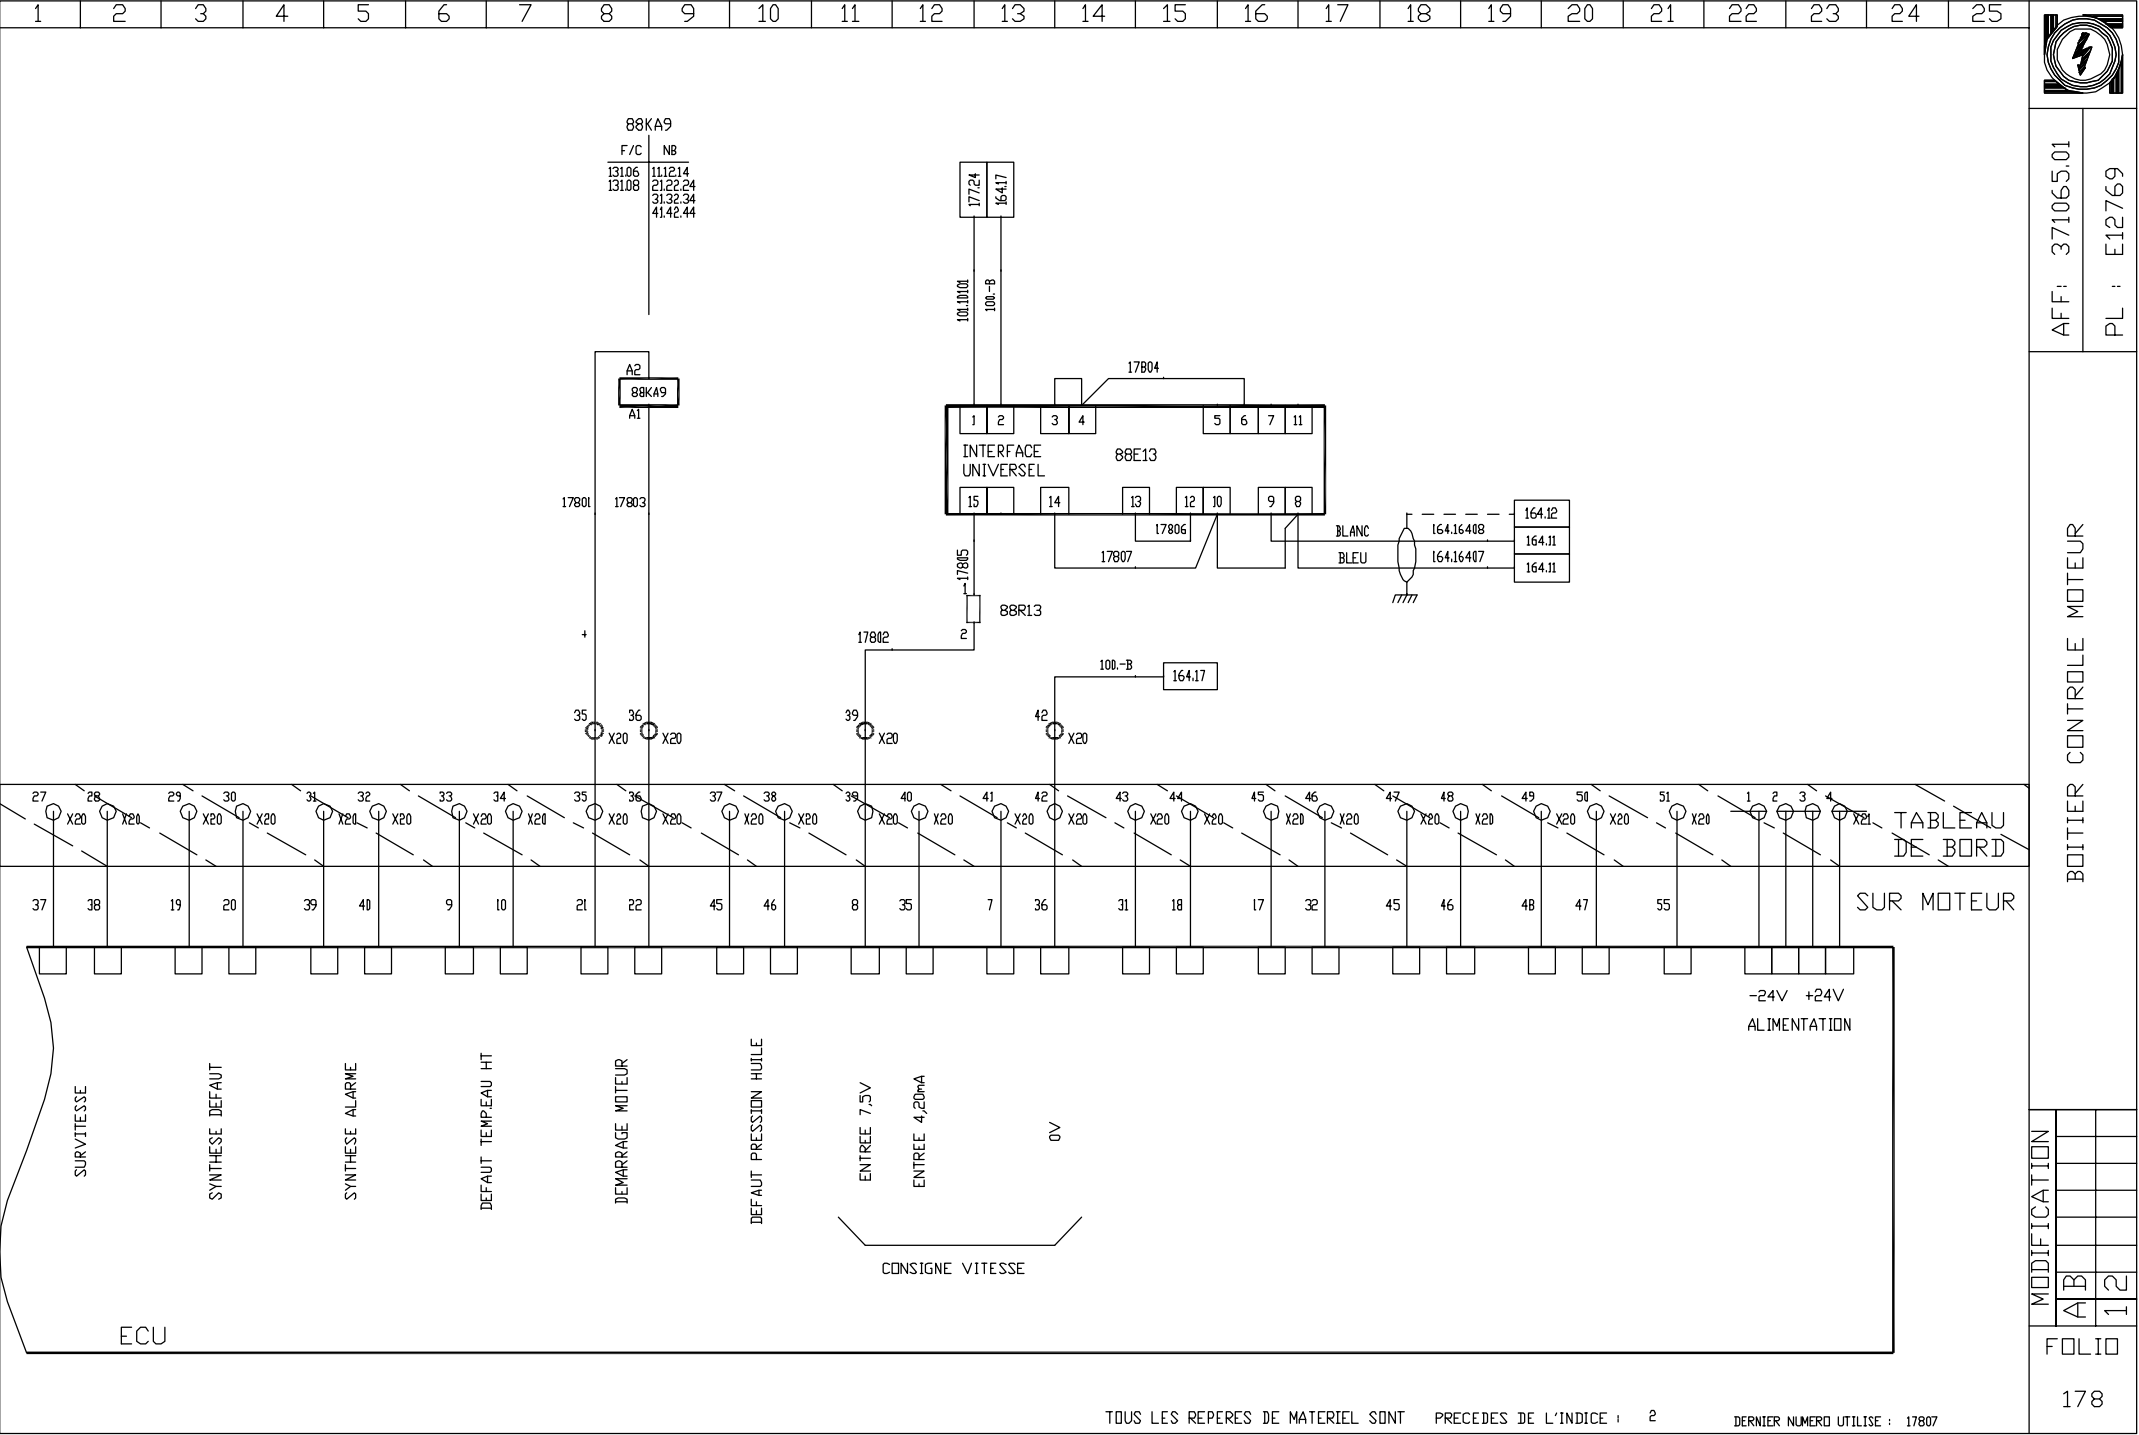 1 2 3 4 5 6 7 8 9 10 11 12 13 14 15 16 17 18 19 20 21 22 23 24 25
88KA9
F/C NB
131.06 11.12.14
131.08 21.22.24
31.32.34
41.42.44
177.24 164.17
101.10101 100.-B
A2
88KA9
A1
17804
1 2 3 4 5 6 7 11
INTERFACE
UNIVERSEL
88E13
15 14 13 12 10 9 8
17801 17803
17806
17807
BLANC 164.16408
BLEU 164.16407
164.12
164.11
164.11
17805
1
88R13
2
+
17802
100.-B
164.17
35 X20 36 X20 39 X20 42 X20
27 28 29 30 31 32 33 34 35 36 37 38 39 40 41 42 43 44 45 46 47 48 49 50 51 1 2 3 4
X20 X20 X20 X20 X20 X20 X20 X20 X20 X20 X20 X20 X20 X20 X20 X20 X20 X20 X20 X20 X20 X20 X20 X20 X20 X21
TABLEAU
DE BORD
37 38 19 20 39 40 9 10 21 22 45 46 8 35 7 36 31 18 17 32 45 46 48 47 55
SUR MOTEUR
-24V +24V
ALIMENTATION
SURVITESSE
SYNTHESE DEFAUT
SYNTHESE ALARME
DEFAUT TEMP.EAU HT
DEMARRAGE MOTEUR
DEFAUT PRESSION HUILE
ENTREE 7,5V
ENTREE 4,20mA
0V
CONSIGNE VITESSE
ECU
TOUS LES REPERES DE MATERIEL SONT PRECEDES DE L'INDICE : 2
DERNIER NUMERO UTILISE : 17807
AFF: 371065.01
PL : E12769
BOITIER CONTROLE MOTEUR
MODIFICATION
A B
1 2
FOLIO
178